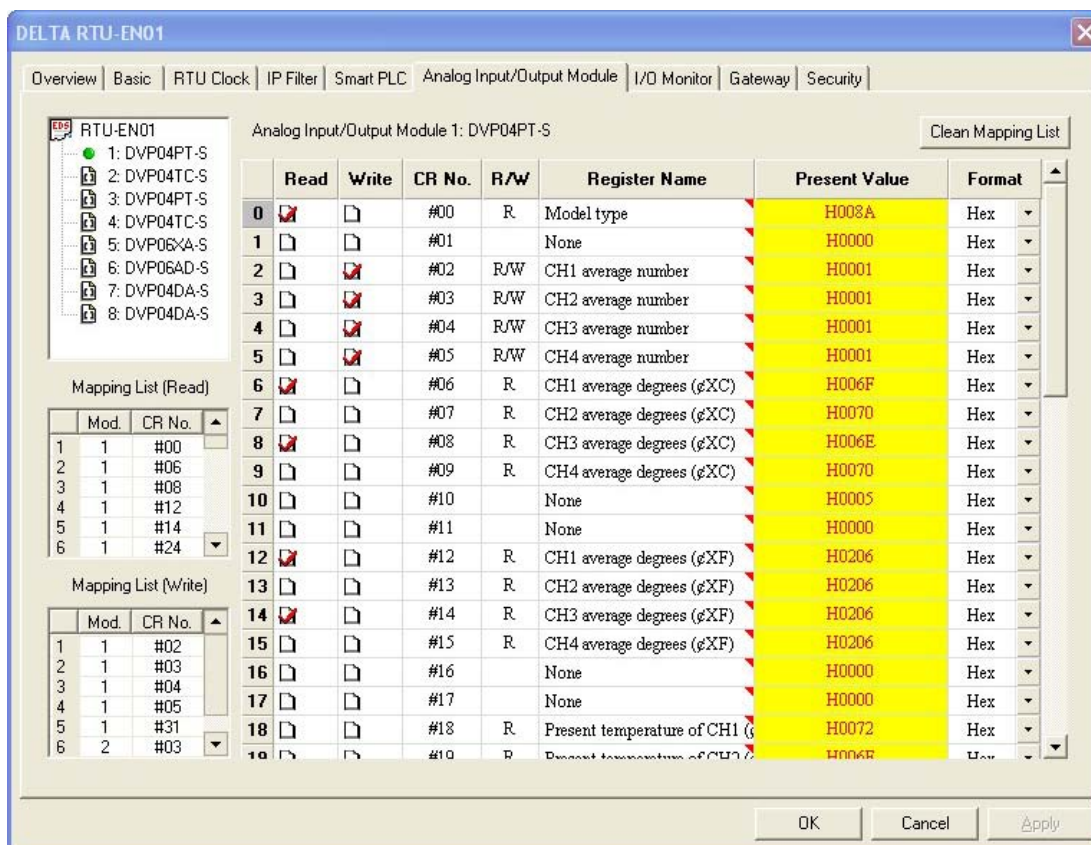 DELTA RTU-EN01
Overview Basic RTU Clock IP Filter Smart PLC Analog Input/Output Module I/O Monitor Gateway Security
EDS RTU-EN01
1: DVP04PT-S
2: DVP04TC-S
3: DVP04PT-S
4: DVP04TC-S
5: DVP06XA-S
6: DVP06AD-S
7: DVP04DA-S
8: DVP04DA-S
Mapping List (Read)
Mod. CR No.
1 1 #00
2 1 #06
3 1 #08
4 1 #12
5 1 #14
6 1 #24
Mapping List (Write)
Mod. CR No.
1 1 #02
2 1 #03
3 1 #04
4 1 #05
5 1 #31
6 2 #03
Analog Input/Output Module 1: DVP04PT-S
Clean Mapping List
Read Write CR No. R/W Register Name Present Value Format
0 #00 R Model type H008A Hex
1 #01 None H0000 Hex
2 #02 R/W CH1 average number H0001 Hex
3 #03 R/W CH2 average number H0001 Hex
4 #04 R/W CH3 average number H0001 Hex
5 #05 R/W CH4 average number H0001 Hex
6 #06 R CH1 average degrees (¢XC) H006F Hex
7 #07 R CH2 average degrees (¢XC) H0070 Hex
8 #08 R CH3 average degrees (¢XC) H006E Hex
9 #09 R CH4 average degrees (¢XC) H0070 Hex
10 #10 None H0005 Hex
11 #11 None H0000 Hex
12 #12 R CH1 average degrees (¢XF) H0206 Hex
13 #13 R CH2 average degrees (¢XF) H0206 Hex
14 #14 R CH3 average degrees (¢XF) H0206 Hex
15 #15 R CH4 average degrees (¢XF) H0206 Hex
16 #16 None H0000 Hex
17 #17 None H0000 Hex
18 #18 R Present temperature of CH1 (¢ H0072 Hex
19 #19 R Present temperature of CH2 Hex
OK Cancel Apply